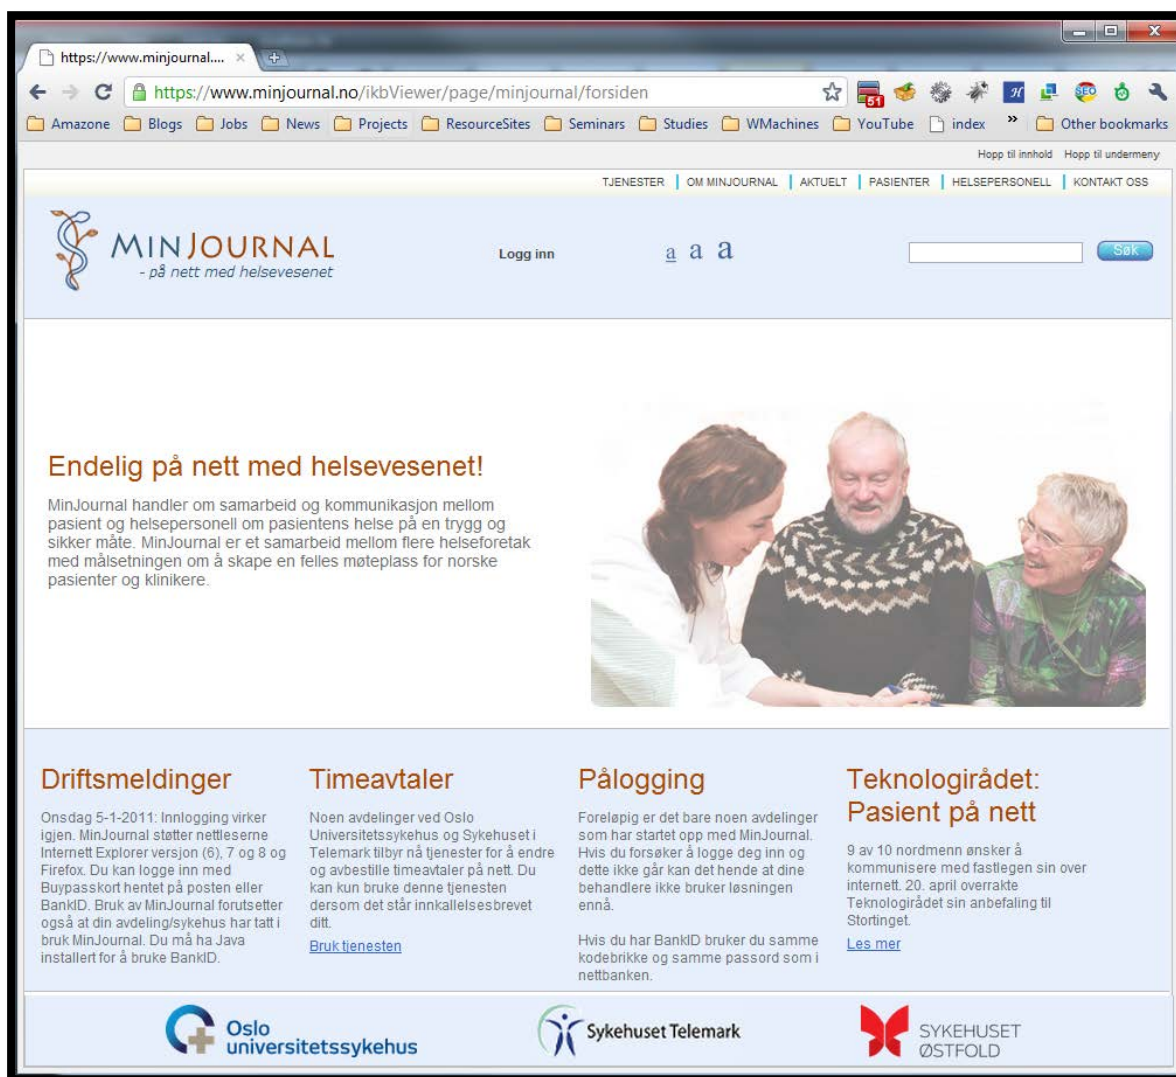 https://www.minjournal....
https://www.minjournal.no/ikbViewer/page/minjournal/forsiden
51
H
SEO
Amazone Blogs Jobs News Projects ResourceSites Seminars Studies WMachines YouTube index » Other bookmarks
Hopp til innhold Hopp til undermeny
TJENESTER | OM MINJOURNAL | AKTUELT | PASIENTER | HELSEPERSONELL | KONTAKT OSS
MINJOURNAL
- på nett med helsevesenet
Logg inn
a a a
Søk
Endelig på nett med helsevesenet!
MinJournal handler om samarbeid og kommunikasjon mellom
pasient og helsepersonell om pasientens helse på en trygg og
sikker måte. MinJournal er et samarbeid mellom flere helseforetak
med målsetningen om å skape en felles møteplass for norske
pasienter og klinikere.
Driftsmeldinger
Onsdag 5-1-2011: Innlogging virker
igjen. MinJournal støtter nettleserne
Internett Explorer versjon (6), 7 og 8 og
Firefox. Du kan logge inn med
Buypasskort hentet på posten eller
BankID. Bruk av MinJournal forutsetter
også at din avdeling/sykehus har tatt i
bruk MinJournal. Du må ha Java
installert for å bruke BankID.
Timeavtaler
Noen avdelinger ved Oslo
Universitetssykehus og Sykehuset i
Telemark tilbyr nå tjenester for å endre
og avbestille timeavtaler på nett. Du
kan kun bruke denne tjenesten
dersom det står innkallelsesbrevet
ditt.
Bruk tjenesten
Pålogging
Foreløpig er det bare noen avdelinger
som har startet opp med MinJournal.
Hvis du forsøker å logge deg inn og
dette ikke går kan det hende at dine
behandlere ikke bruker løsningen
ennå.
Hvis du har BankID bruker du samme
kodebrikke og samme passord som i
nettbanken.
Teknologirådet:
Pasient på nett
9 av 10 nordmenn ønsker å
kommunisere med fastlegen sin over
internett. 20. april overrakte
Teknologirådet sin anbefaling til
Stortinget.
Les mer
Oslo
universitetssykehus
Sykehuset Telemark
SYKEHUSET
ØSTFOLD